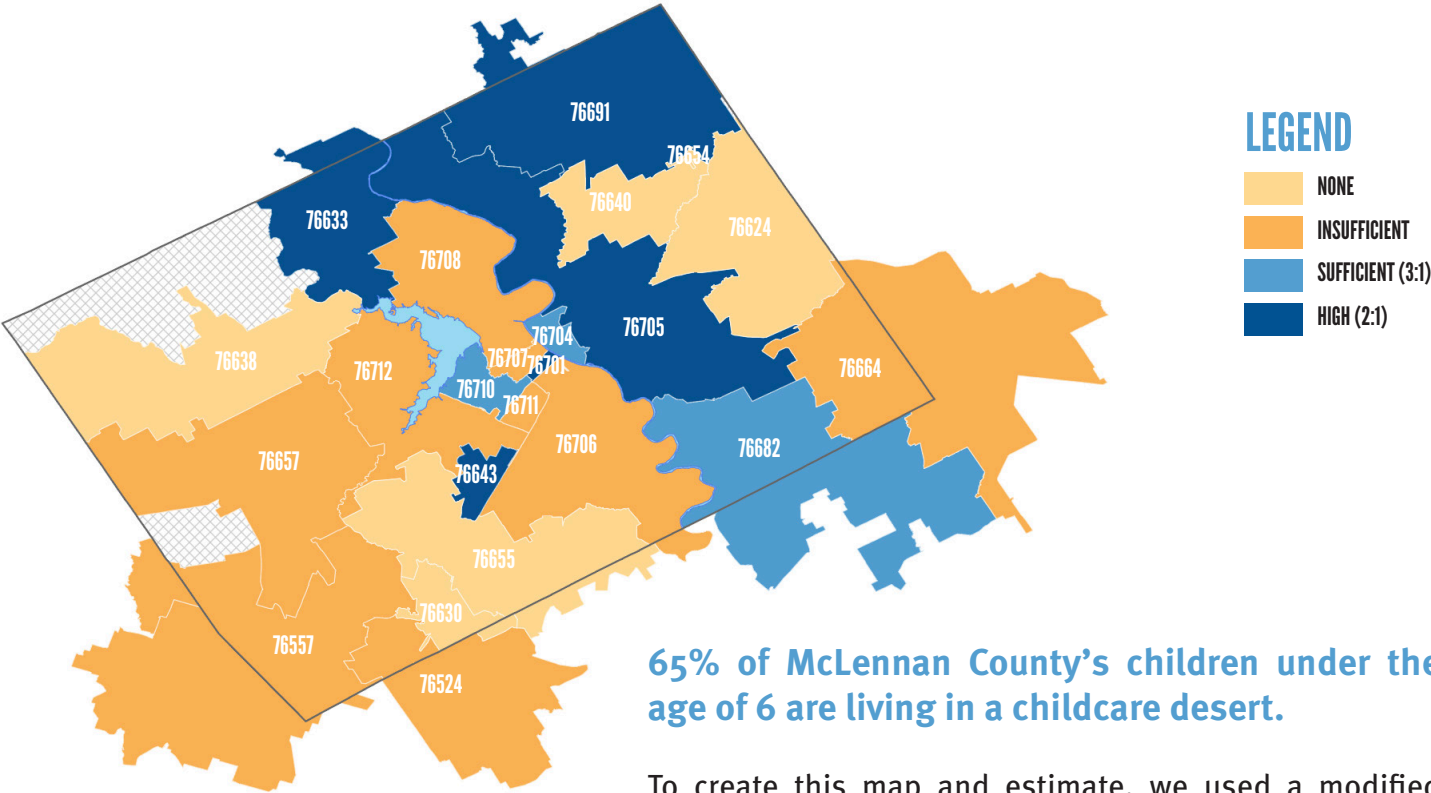 76691
76654
76640
76633
76624
76708
76705
76704
76638
76712
76707
76701
76664
76710
76711
76706
76682
76657
76643
76655
76630
76557
76524
LEGEND
NONE
INSUFFICIENT
SUFFICIENT (3:1)
HIGH (2:1)
65% of McLennan County's children under the
age of 6 are living in a childcare desert.
To create this map and estimate, we used a modified